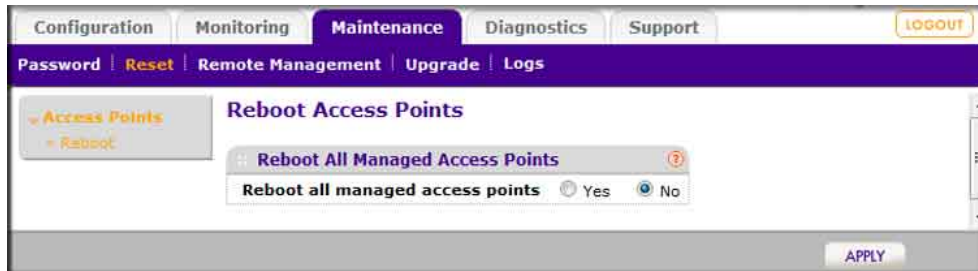 Configuration Monitoring Maintenance Diagnostics Support LOGOUT
Password Reset Remote Management Upgrade Logs
Access Points
Reboot
Reboot Access Points
Reboot All Managed Access Points ?
Reboot all managed access points Yes No
APPLY